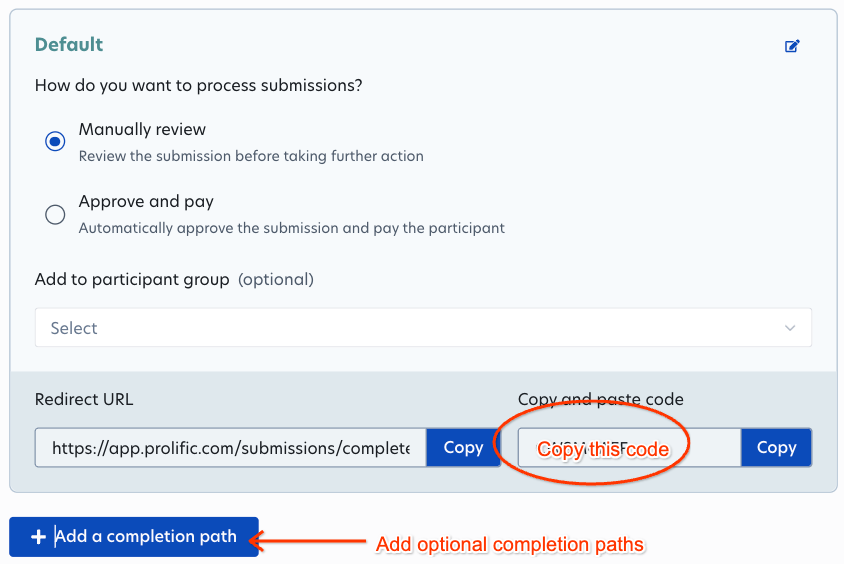 Default
How do you want to process submissions?
Manually review
Review the submission before taking further action
Approve and pay
Automatically approve the submission and pay the participant
Add to participant group (optional)
Select
Redirect URL
Copy and paste code
https://app.prolific.com/submissions/complete
Copy
Copy this code
Copy
+ Add a completion path
Add optional completion paths